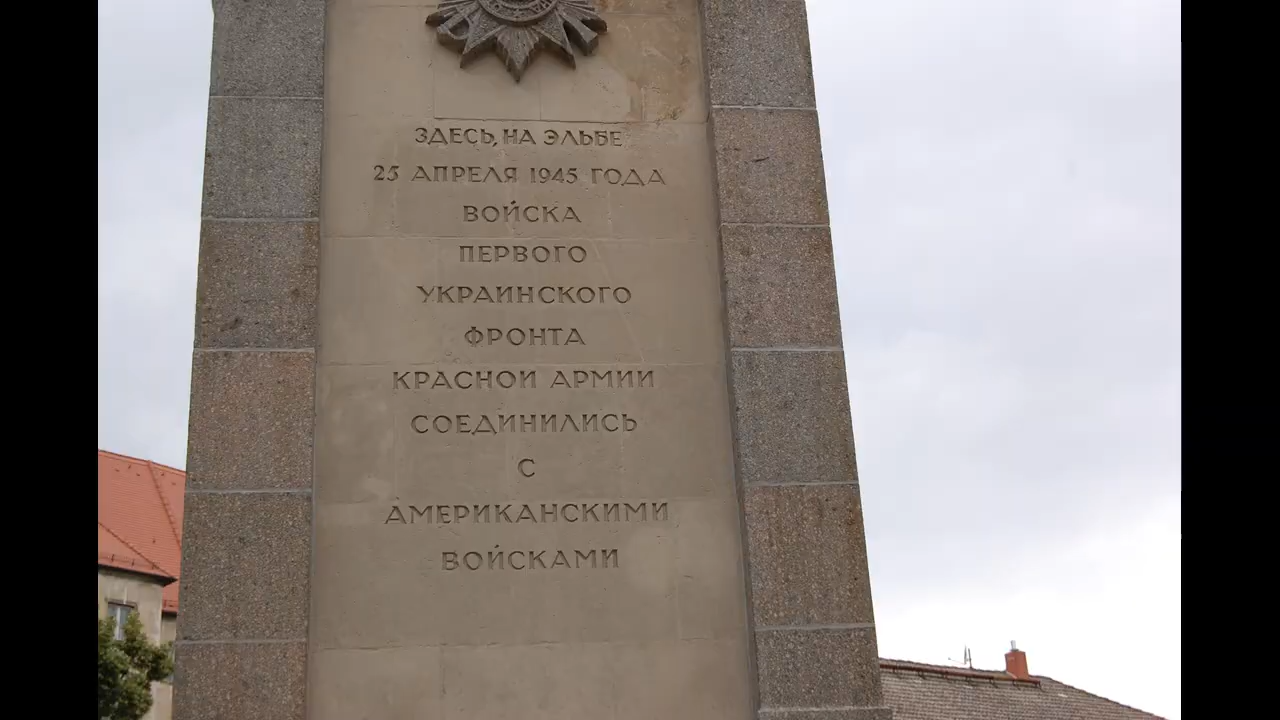 ЗДЕСЬ, НА ЭЛЬБЕ
25 АПРЕЛЯ 1945 ГОДА
ВОЙСКА
ПЕРВОГО
УКРАИНСКОГО
ФРОНТА
КРАСНОЙ АРМИИ
СОЕДИНИЛИСЬ
С
АМЕРИКАНСКИМИ
ВОЙСКАМИ